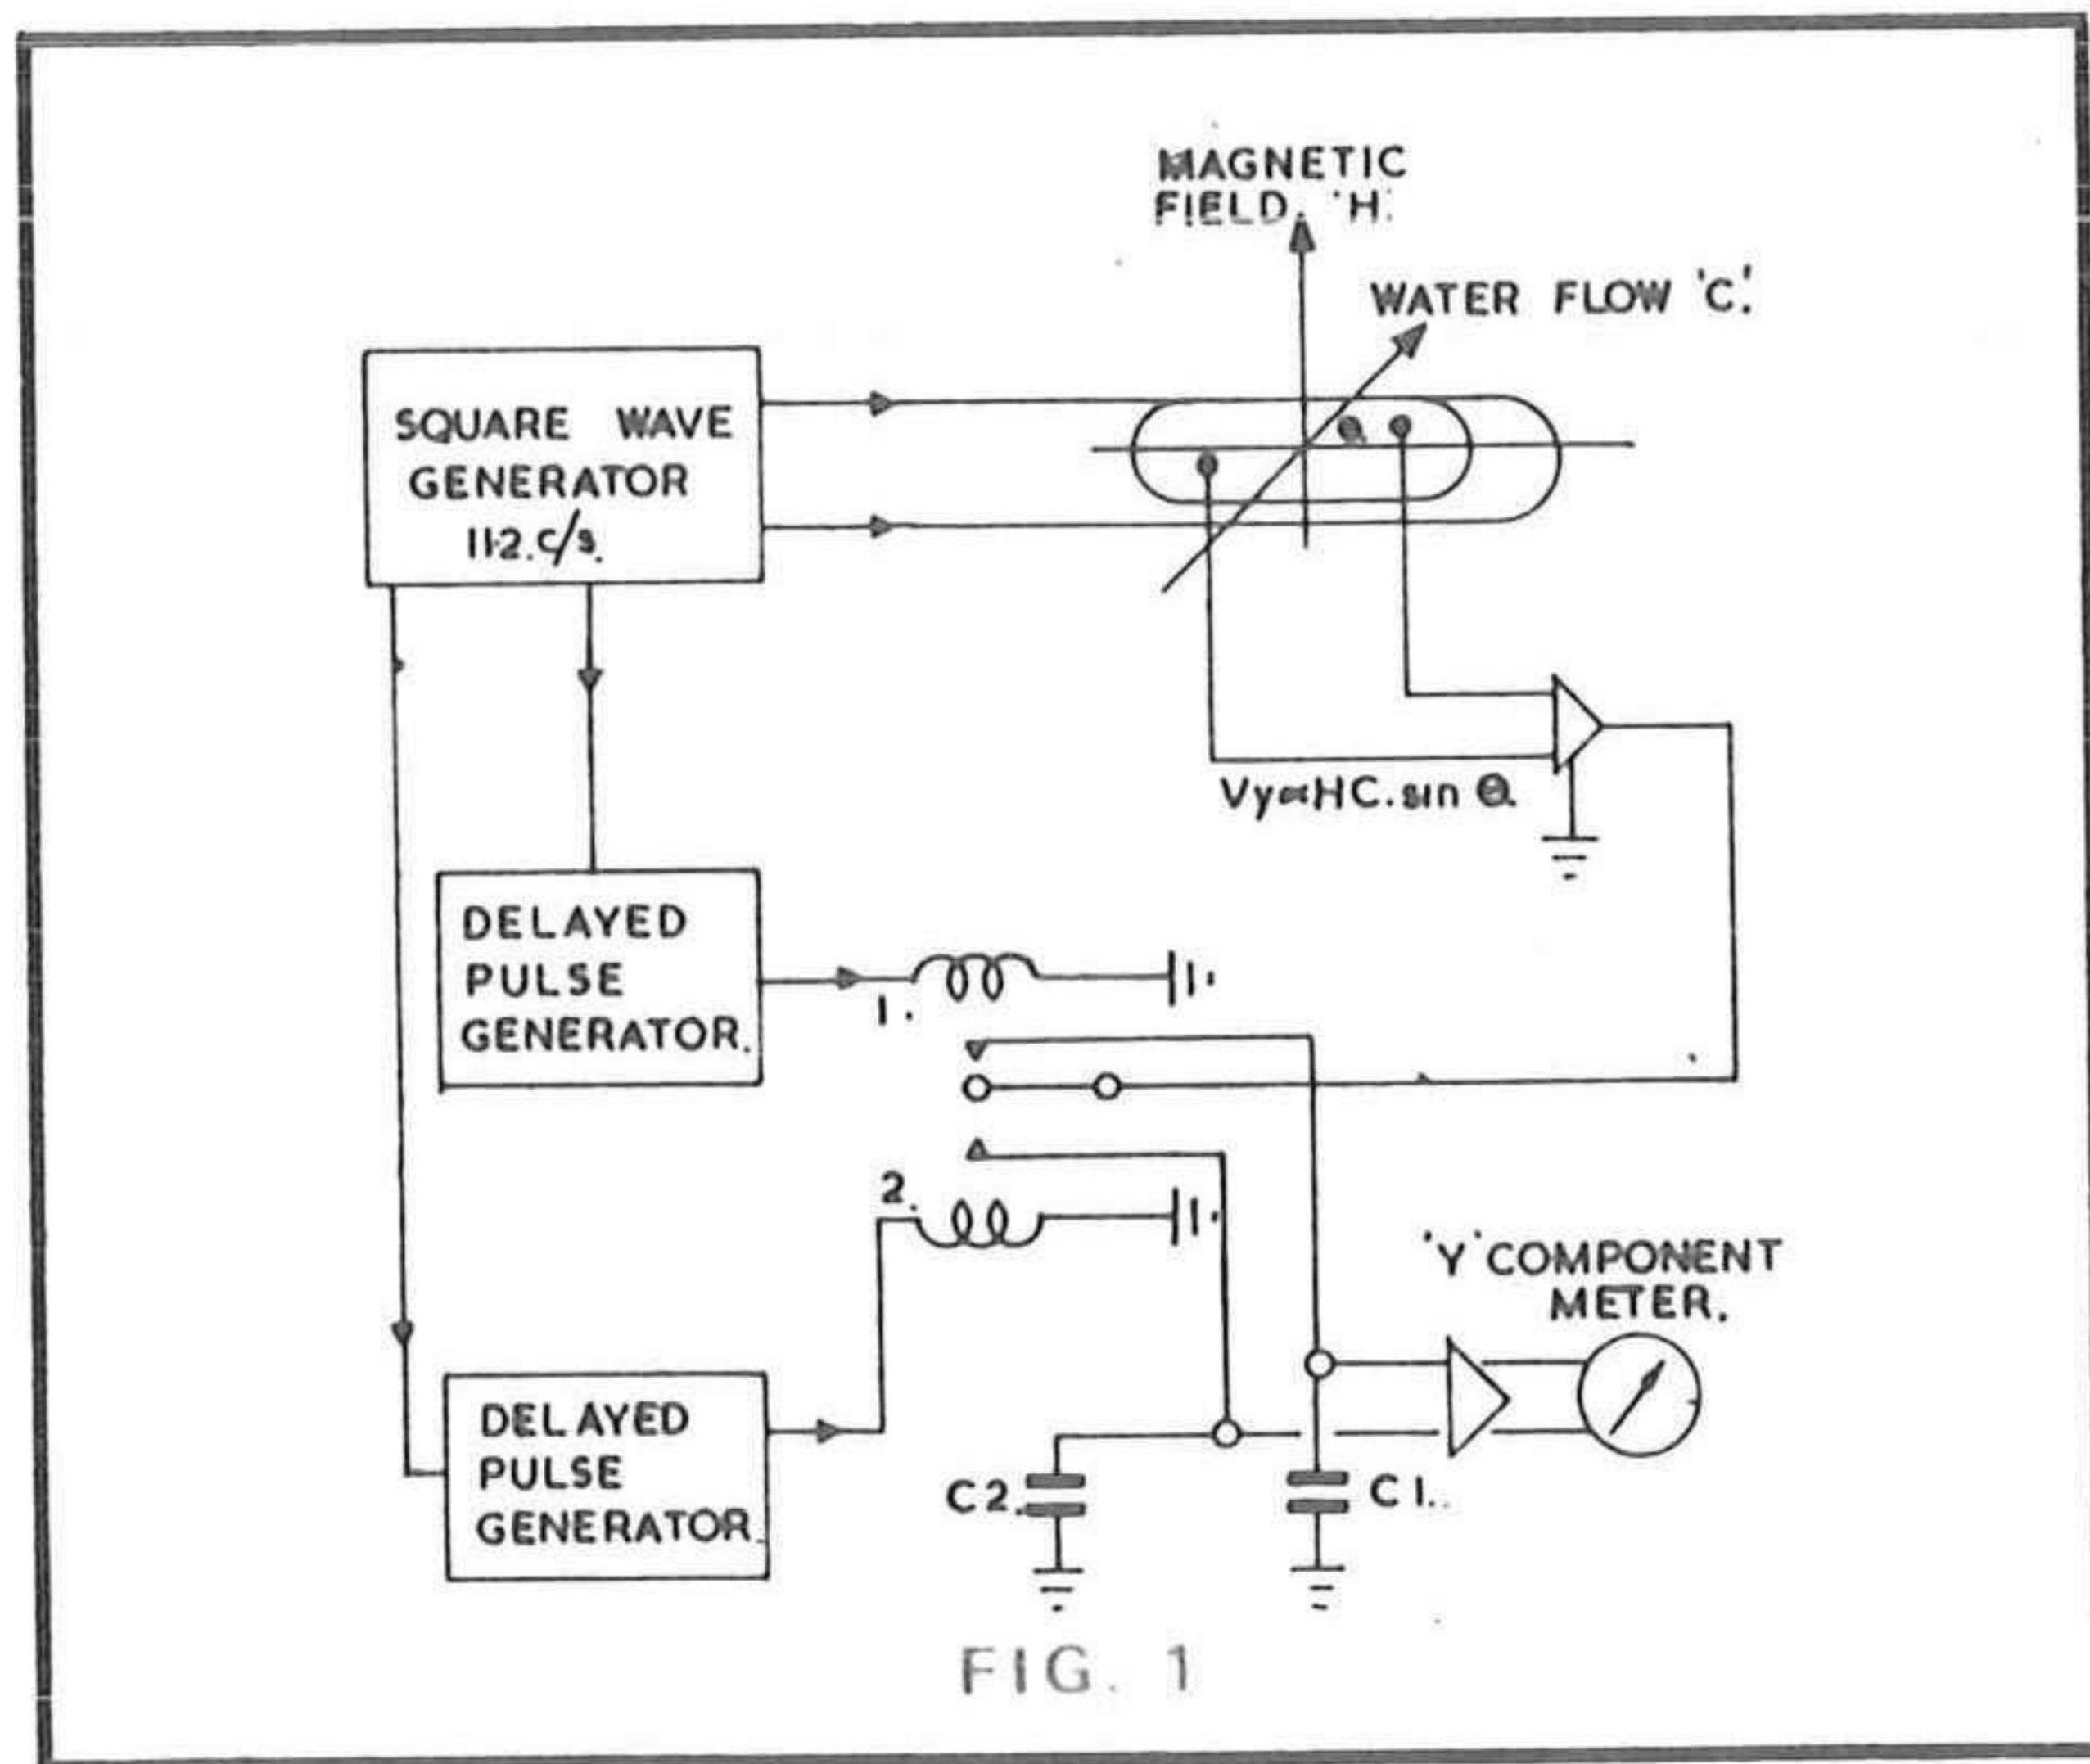 MAGNETIC
FIELD. 'H'.
WATER FLOW 'C'.
SQUARE WAVE
GENERATOR
11·2.c/s.
θ.
Vy∝HC.sin θ.
DELAYED
PULSE
GENERATOR.
1.
2.
'Y' COMPONENT
METER.
DELAYED
PULSE
GENERATOR.
C2.
C1..
FIG. 1